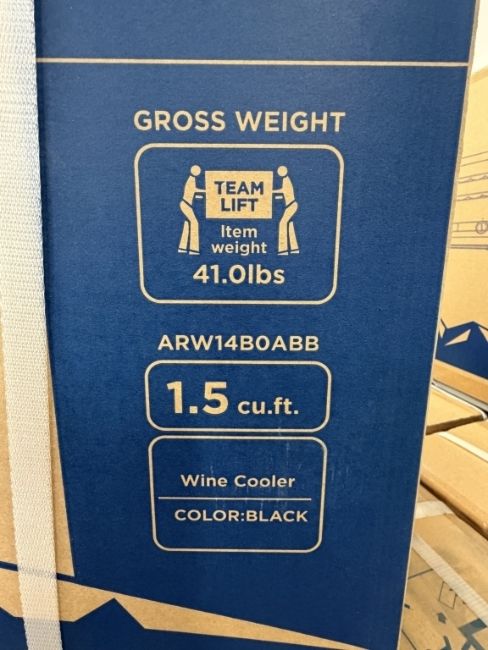 GROSS WEIGHT
TEAM
LIFT
Item
weight
41.0lbs
ARW14B0ABB
1.5 cu.ft.
Wine Cooler
COLOR:BLACK